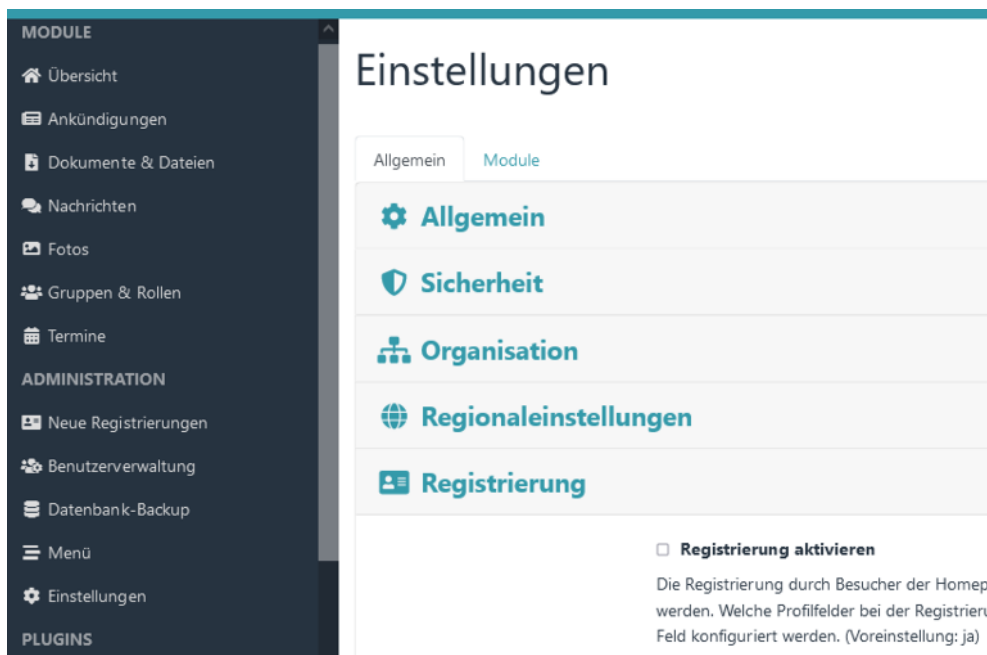 MODULE
Übersicht
Ankündigungen
Dokumente & Dateien
Nachrichten
Fotos
Gruppen & Rollen
Termine
ADMINISTRATION
Neue Registrierungen
Benutzerverwaltung
Datenbank-Backup
Menü
Einstellungen
PLUGINS
Einstellungen
Allgemein Module
Allgemein
Sicherheit
Organisation
Regionaleinstellungen
Registrierung
Registrierung aktivieren
Die Registrierung durch Besucher der
werden. Welche Profilfelder bei der
Feld konfiguriert werden. (Voreinstellung: ja)